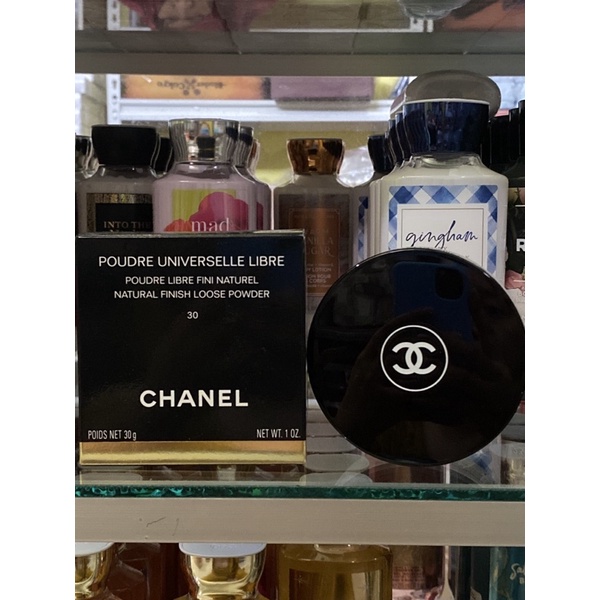 POUDRE UNIVERSELLE LIBRE
POUDRE LIBRE FINI NATUREL
NATURAL FINISH LOOSE POWDER
30
CHANEL
POIDS NET 30 g
NET WT. 1 OZ.
INTO THE
mad
gingham